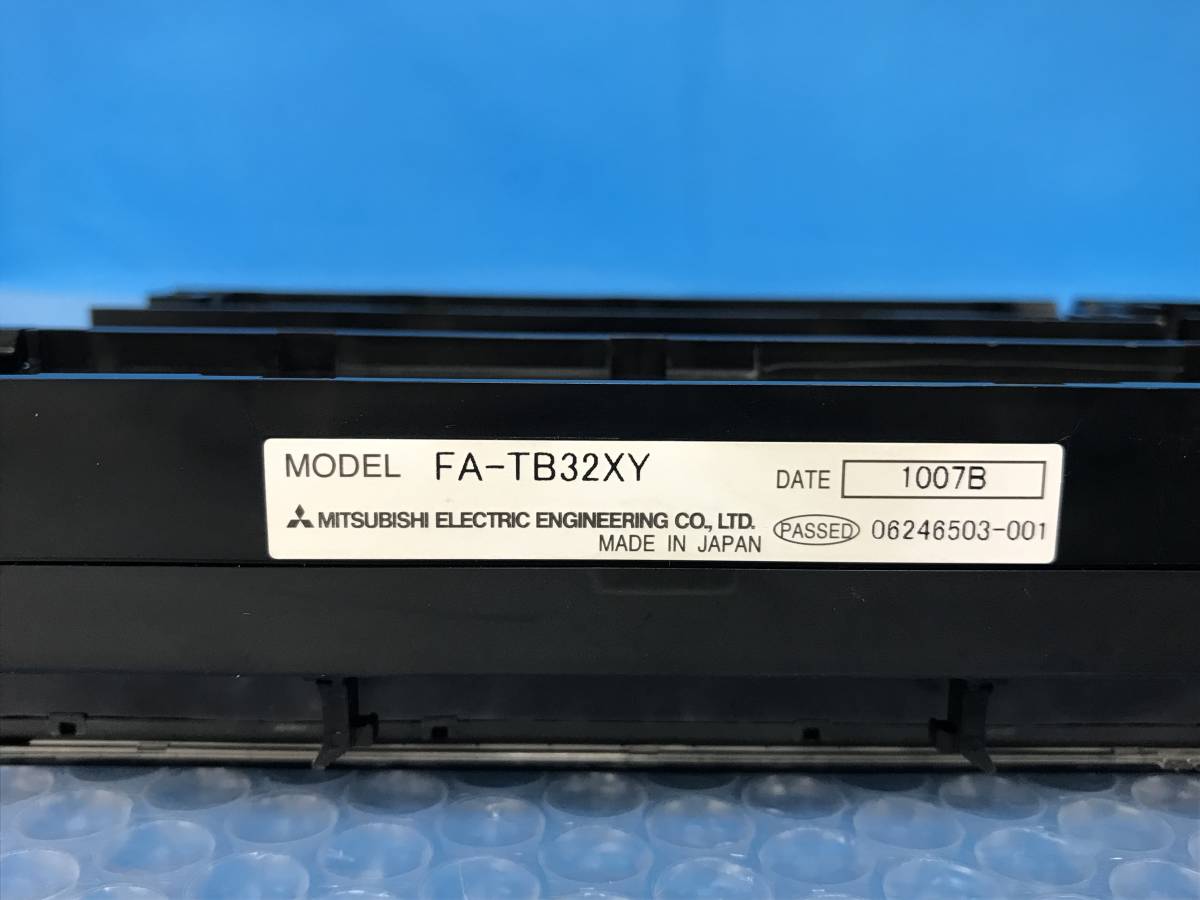 MODEL FA-TB32XY
DATE 1007B
MITSUBISHI ELECTRIC ENGINEERING CO., LTD.
MADE IN JAPAN
PASSED 06246503-001